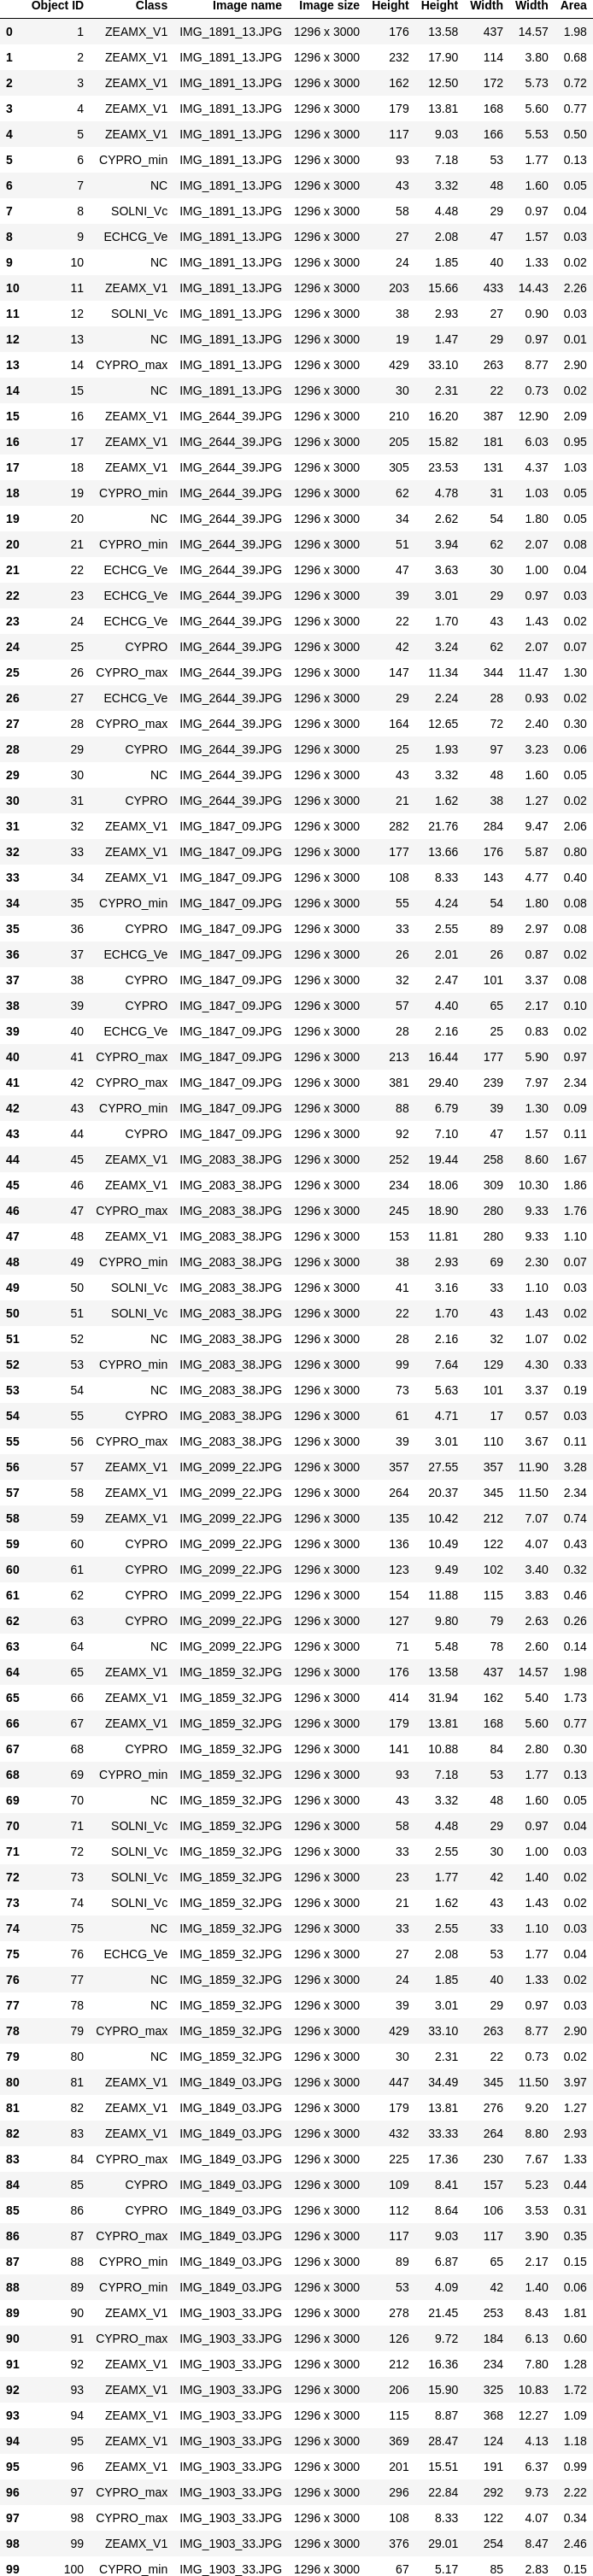 Object ID Class Image name Image size Height Height Width Width Area
0 1 ZEAMX_V1 IMG_1891_13.JPG 1296 x 3000 176 13.58 437 14.57 1.98
1 2 ZEAMX_V1 IMG_1891_13.JPG 1296 x 3000 232 17.90 114 3.80 0.68
2 3 ZEAMX_V1 IMG_1891_13.JPG 1296 x 3000 162 12.50 172 5.73 0.72
3 4 ZEAMX_V1 IMG_1891_13.JPG 1296 x 3000 179 13.81 168 5.60 0.77
4 5 ZEAMX_V1 IMG_1891_13.JPG 1296 x 3000 117 9.03 166 5.53 0.50
5 6 CYPRO_min IMG_1891_13.JPG 1296 x 3000 93 7.18 53 1.77 0.13
6 7 NC IMG_1891_13.JPG 1296 x 3000 43 3.32 48 1.60 0.05
7 8 SOLNI_Vc IMG_1891_13.JPG 1296 x 3000 58 4.48 29 0.97 0.04
8 9 ECHCG_Ve IMG_1891_13.JPG 1296 x 3000 27 2.08 47 1.57 0.03
9 10 NC IMG_1891_13.JPG 1296 x 3000 24 1.85 40 1.33 0.02
10 11 ZEAMX_V1 IMG_1891_13.JPG 1296 x 3000 203 15.66 433 14.43 2.26
11 12 SOLNI_Vc IMG_1891_13.JPG 1296 x 3000 38 2.93 27 0.90 0.03
12 13 NC IMG_1891_13.JPG 1296 x 3000 19 1.47 29 0.97 0.01
13 14 CYPRO_max IMG_1891_13.JPG 1296 x 3000 429 33.10 263 8.77 2.90
14 15 NC IMG_1891_13.JPG 1296 x 3000 30 2.31 22 0.73 0.02
15 16 ZEAMX_V1 IMG_2644_39.JPG 1296 x 3000 210 16.20 387 12.90 2.09
16 17 ZEAMX_V1 IMG_2644_39.JPG 1296 x 3000 205 15.82 181 6.03 0.95
17 18 ZEAMX_V1 IMG_2644_39.JPG 1296 x 3000 305 23.53 131 4.37 1.03
18 19 CYPRO_min IMG_2644_39.JPG 1296 x 3000 62 4.78 31 1.03 0.05
19 20 NC IMG_2644_39.JPG 1296 x 3000 34 2.62 54 1.80 0.05
20 21 CYPRO_min IMG_2644_39.JPG 1296 x 3000 51 3.94 62 2.07 0.08
21 22 ECHCG_Ve IMG_2644_39.JPG 1296 x 3000 47 3.63 30 1.00 0.04
22 23 ECHCG_Ve IMG_2644_39.JPG 1296 x 3000 39 3.01 29 0.97 0.03
23 24 ECHCG_Ve IMG_2644_39.JPG 1296 x 3000 22 1.70 43 1.43 0.02
24 25 CYPRO IMG_2644_39.JPG 1296 x 3000 42 3.24 62 2.07 0.07
25 26 CYPRO_max IMG_2644_39.JPG 1296 x 3000 147 11.34 344 11.47 1.30
26 27 ECHCG_Ve IMG_2644_39.JPG 1296 x 3000 29 2.24 28 0.93 0.02
27 28 CYPRO_max IMG_2644_39.JPG 1296 x 3000 164 12.65 72 2.40 0.30
28 29 CYPRO IMG_2644_39.JPG 1296 x 3000 25 1.93 97 3.23 0.06
29 30 NC IMG_2644_39.JPG 1296 x 3000 43 3.32 48 1.60 0.05
30 31 CYPRO IMG_2644_39.JPG 1296 x 3000 21 1.62 38 1.27 0.02
31 32 ZEAMX_V1 IMG_1847_09.JPG 1296 x 3000 282 21.76 284 9.47 2.06
32 33 ZEAMX_V1 IMG_1847_09.JPG 1296 x 3000 177 13.66 176 5.87 0.80
33 34 ZEAMX_V1 IMG_1847_09.JPG 1296 x 3000 108 8.33 143 4.77 0.40
34 35 CYPRO_min IMG_1847_09.JPG 1296 x 3000 55 4.24 54 1.80 0.08
35 36 CYPRO IMG_1847_09.JPG 1296 x 3000 33 2.55 89 2.97 0.08
36 37 ECHCG_Ve IMG_1847_09.JPG 1296 x 3000 26 2.01 26 0.87 0.02
37 38 CYPRO IMG_1847_09.JPG 1296 x 3000 32 2.47 101 3.37 0.08
38 39 CYPRO IMG_1847_09.JPG 1296 x 3000 57 4.40 65 2.17 0.10
39 40 ECHCG_Ve IMG_1847_09.JPG 1296 x 3000 28 2.16 25 0.83 0.02
40 41 CYPRO_max IMG_1847_09.JPG 1296 x 3000 213 16.44 177 5.90 0.97
41 42 CYPRO_max IMG_1847_09.JPG 1296 x 3000 381 29.40 239 7.97 2.34
42 43 CYPRO_min IMG_1847_09.JPG 1296 x 3000 88 6.79 39 1.30 0.09
43 44 CYPRO IMG_1847_09.JPG 1296 x 3000 92 7.10 47 1.57 0.11
44 45 ZEAMX_V1 IMG_2083_38.JPG 1296 x 3000 252 19.44 258 8.60 1.67
45 46 ZEAMX_V1 IMG_2083_38.JPG 1296 x 3000 234 18.06 309 10.30 1.86
46 47 CYPRO_max IMG_2083_38.JPG 1296 x 3000 245 18.90 280 9.33 1.76
47 48 ZEAMX_V1 IMG_2083_38.JPG 1296 x 3000 153 11.81 280 9.33 1.10
48 49 CYPRO_min IMG_2083_38.JPG 1296 x 3000 38 2.93 69 2.30 0.07
49 50 SOLNI_Vc IMG_2083_38.JPG 1296 x 3000 41 3.16 33 1.10 0.03
50 51 SOLNI_Vc IMG_2083_38.JPG 1296 x 3000 22 1.70 43 1.43 0.02
51 52 NC IMG_2083_38.JPG 1296 x 3000 28 2.16 32 1.07 0.02
52 53 CYPRO_min IMG_2083_38.JPG 1296 x 3000 99 7.64 129 4.30 0.33
53 54 NC IMG_2083_38.JPG 1296 x 3000 73 5.63 101 3.37 0.19
54 55 CYPRO IMG_2083_38.JPG 1296 x 3000 61 4.71 17 0.57 0.03
55 56 CYPRO_max IMG_2083_38.JPG 1296 x 3000 39 3.01 110 3.67 0.11
56 57 ZEAMX_V1 IMG_2099_22.JPG 1296 x 3000 357 27.55 357 11.90 3.28
57 58 ZEAMX_V1 IMG_2099_22.JPG 1296 x 3000 264 20.37 345 11.50 2.34
58 59 ZEAMX_V1 IMG_2099_22.JPG 1296 x 3000 135 10.42 212 7.07 0.74
59 60 CYPRO IMG_2099_22.JPG 1296 x 3000 136 10.49 122 4.07 0.43
60 61 CYPRO IMG_2099_22.JPG 1296 x 3000 123 9.49 102 3.40 0.32
61 62 CYPRO IMG_2099_22.JPG 1296 x 3000 154 11.88 115 3.83 0.46
62 63 CYPRO IMG_2099_22.JPG 1296 x 3000 127 9.80 79 2.63 0.26
63 64 NC IMG_2099_22.JPG 1296 x 3000 71 5.48 78 2.60 0.14
64 65 ZEAMX_V1 IMG_1859_32.JPG 1296 x 3000 176 13.58 437 14.57 1.98
65 66 ZEAMX_V1 IMG_1859_32.JPG 1296 x 3000 414 31.94 162 5.40 1.73
66 67 ZEAMX_V1 IMG_1859_32.JPG 1296 x 3000 179 13.81 168 5.60 0.77
67 68 CYPRO IMG_1859_32.JPG 1296 x 3000 141 10.88 84 2.80 0.30
68 69 CYPRO_min IMG_1859_32.JPG 1296 x 3000 93 7.18 53 1.77 0.13
69 70 NC IMG_1859_32.JPG 1296 x 3000 43 3.32 48 1.60 0.05
70 71 SOLNI_Vc IMG_1859_32.JPG 1296 x 3000 58 4.48 29 0.97 0.04
71 72 SOLNI_Vc IMG_1859_32.JPG 1296 x 3000 33 2.55 30 1.00 0.03
72 73 SOLNI_Vc IMG_1859_32.JPG 1296 x 3000 23 1.77 42 1.40 0.02
73 74 SOLNI_Vc IMG_1859_32.JPG 1296 x 3000 21 1.62 43 1.43 0.02
74 75 NC IMG_1859_32.JPG 1296 x 3000 33 2.55 33 1.10 0.03
75 76 ECHCG_Ve IMG_1859_32.JPG 1296 x 3000 27 2.08 53 1.77 0.04
76 77 NC IMG_1859_32.JPG 1296 x 3000 24 1.85 40 1.33 0.02
77 78 NC IMG_1859_32.JPG 1296 x 3000 39 3.01 29 0.97 0.03
78 79 CYPRO_max IMG_1859_32.JPG 1296 x 3000 429 33.10 263 8.77 2.90
79 80 NC IMG_1859_32.JPG 1296 x 3000 30 2.31 22 0.73 0.02
80 81 ZEAMX_V1 IMG_1849_03.JPG 1296 x 3000 447 34.49 345 11.50 3.97
81 82 ZEAMX_V1 IMG_1849_03.JPG 1296 x 3000 179 13.81 276 9.20 1.27
82 83 ZEAMX_V1 IMG_1849_03.JPG 1296 x 3000 432 33.33 264 8.80 2.93
83 84 CYPRO_max IMG_1849_03.JPG 1296 x 3000 225 17.36 230 7.67 1.33
84 85 CYPRO IMG_1849_03.JPG 1296 x 3000 109 8.41 157 5.23 0.44
85 86 CYPRO IMG_1849_03.JPG 1296 x 3000 112 8.64 106 3.53 0.31
86 87 CYPRO_max IMG_1849_03.JPG 1296 x 3000 117 9.03 117 3.90 0.35
87 88 CYPRO_min IMG_1849_03.JPG 1296 x 3000 89 6.87 65 2.17 0.15
88 89 CYPRO_min IMG_1849_03.JPG 1296 x 3000 53 4.09 42 1.40 0.06
89 90 ZEAMX_V1 IMG_1903_33.JPG 1296 x 3000 278 21.45 253 8.43 1.81
90 91 CYPRO_max IMG_1903_33.JPG 1296 x 3000 126 9.72 184 6.13 0.60
91 92 ZEAMX_V1 IMG_1903_33.JPG 1296 x 3000 212 16.36 234 7.80 1.28
92 93 ZEAMX_V1 IMG_1903_33.JPG 1296 x 3000 206 15.90 325 10.83 1.72
93 94 ZEAMX_V1 IMG_1903_33.JPG 1296 x 3000 115 8.87 368 12.27 1.09
94 95 ZEAMX_V1 IMG_1903_33.JPG 1296 x 3000 369 28.47 124 4.13 1.18
95 96 ZEAMX_V1 IMG_1903_33.JPG 1296 x 3000 201 15.51 191 6.37 0.99
96 97 CYPRO_max IMG_1903_33.JPG 1296 x 3000 296 22.84 292 9.73 2.22
97 98 CYPRO_max IMG_1903_33.JPG 1296 x 3000 108 8.33 122 4.07 0.34
98 99 ZEAMX_V1 IMG_1903_33.JPG 1296 x 3000 376 29.01 254 8.47 2.46
99 100 CYPRO_min IMG_1903_33.JPG 1296 x 3000 67 5.17 85 2.83 0.15